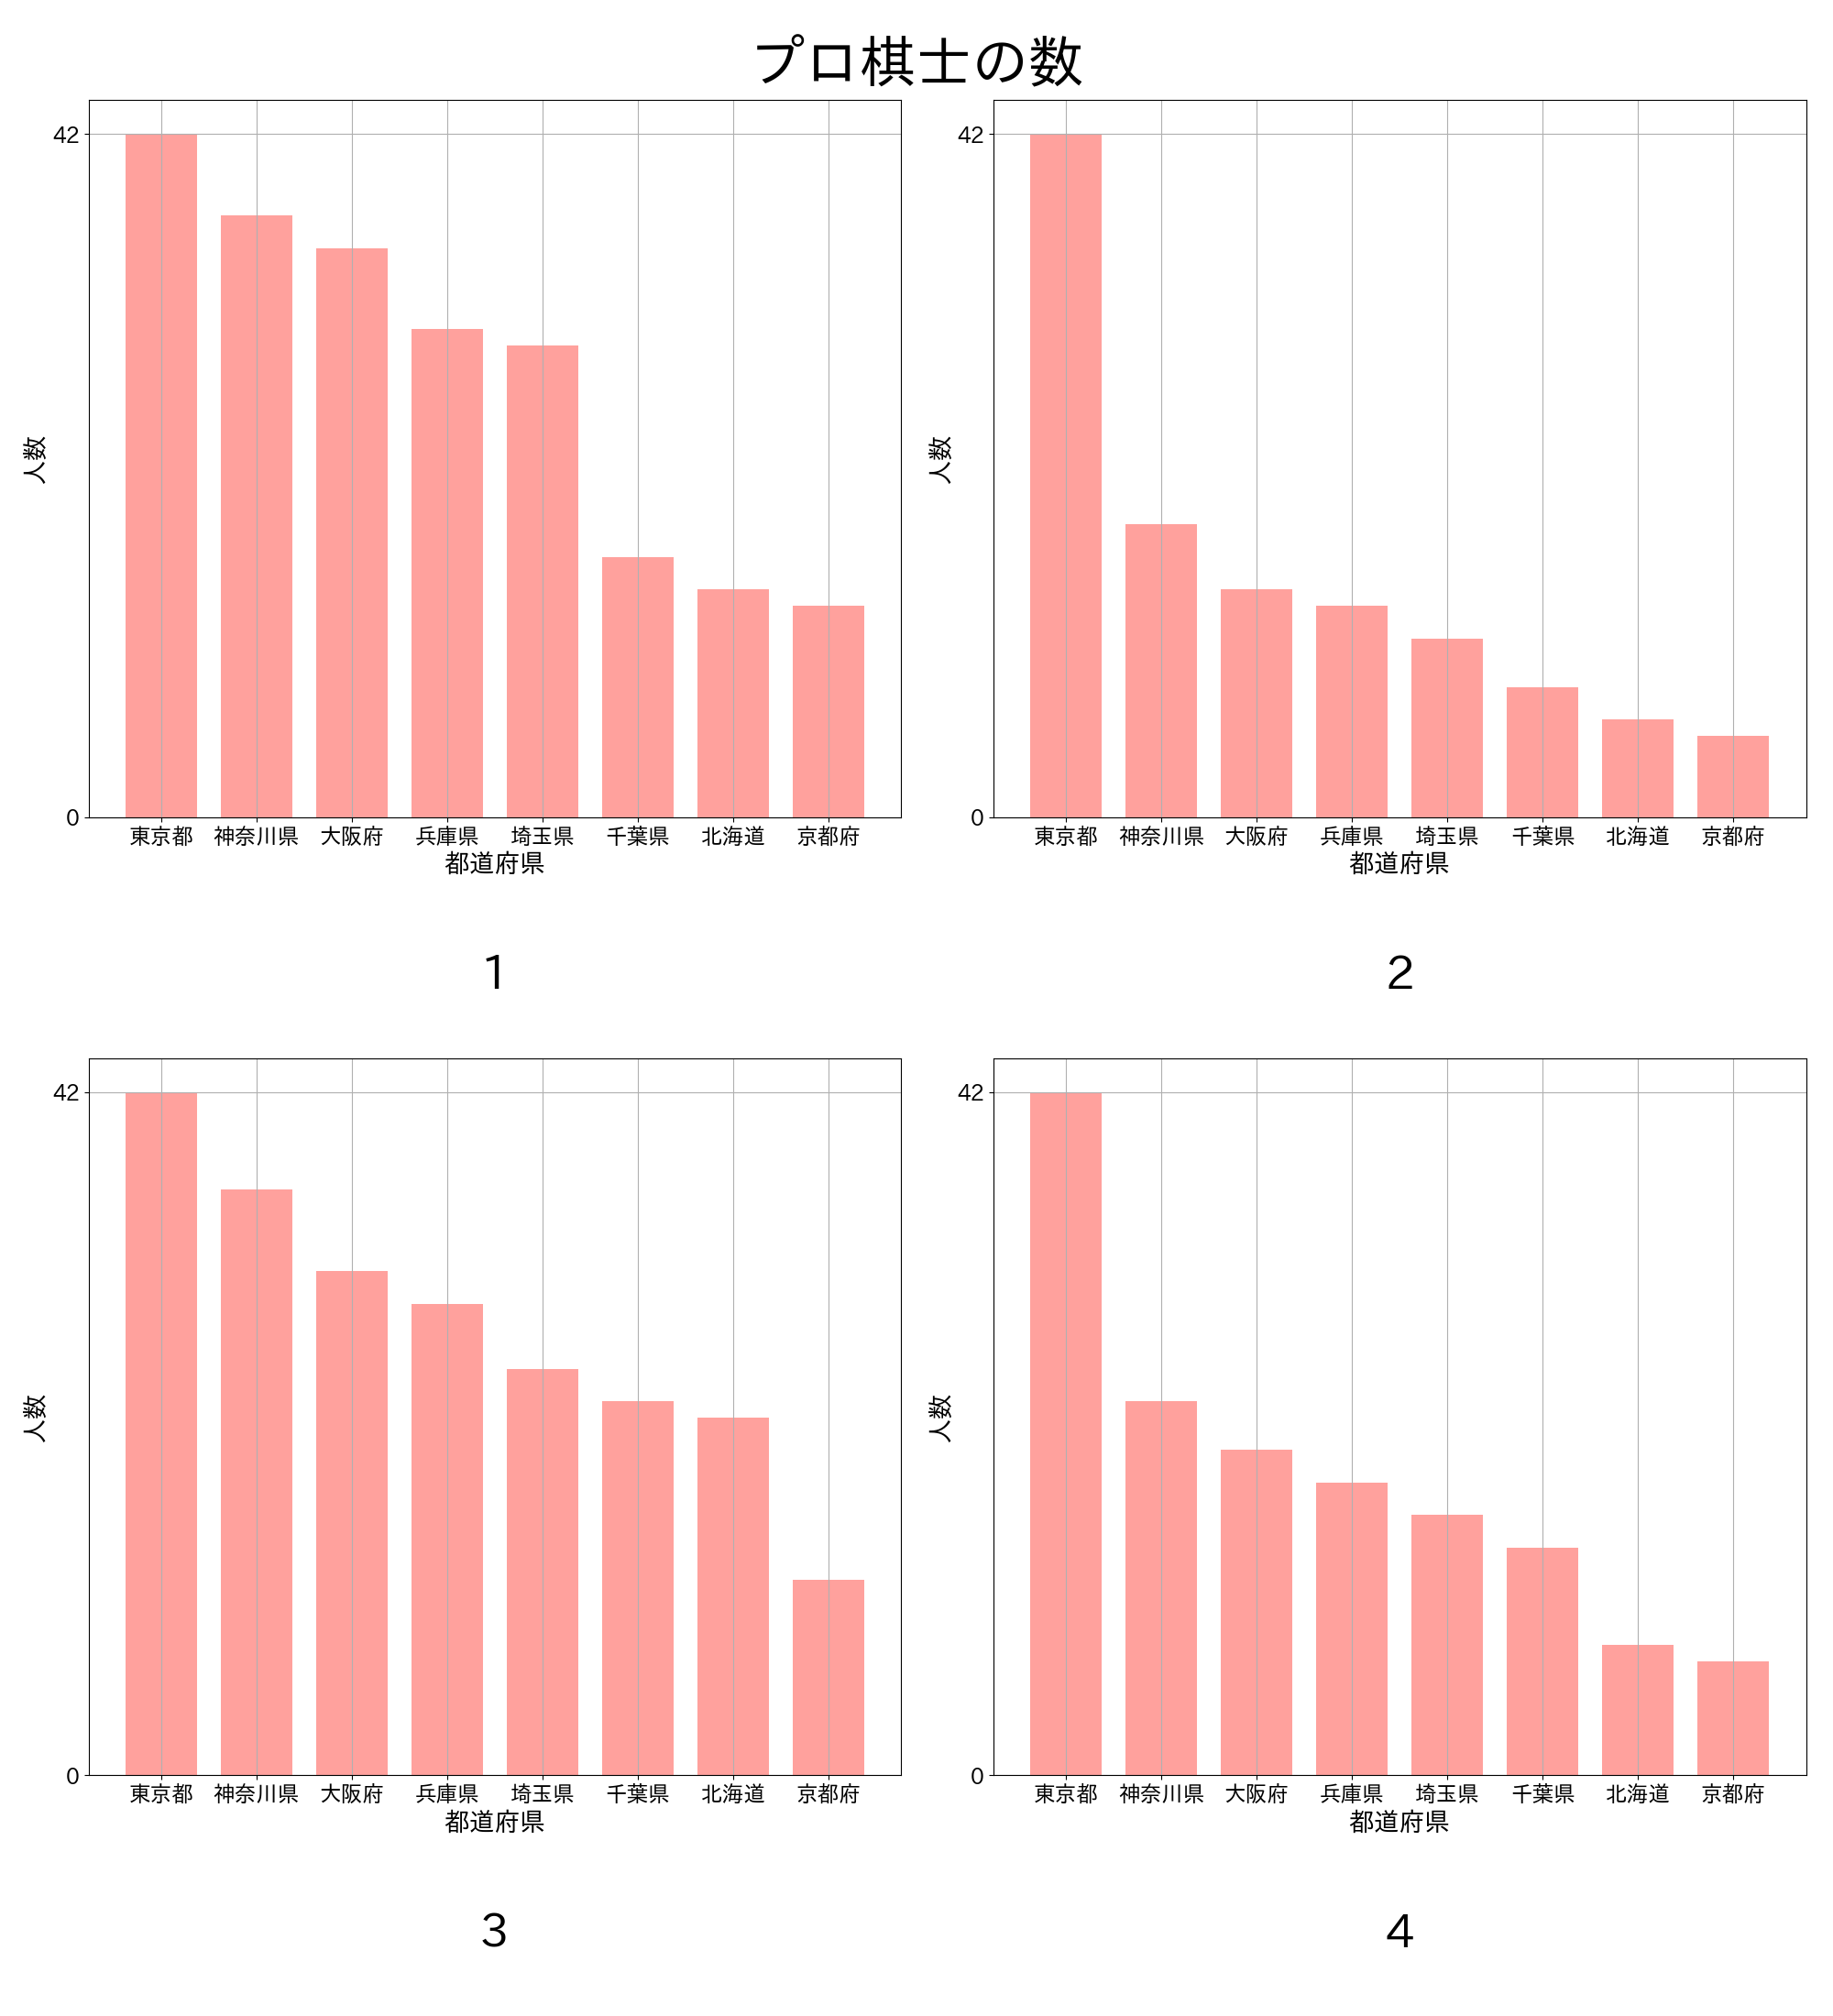 プロ棋士の数
42
0
人数
東京都 神奈川県 大阪府 兵庫県 埼玉県 千葉県 北海道 京都府
都道府県
1
42
0
人数
東京都 神奈川県 大阪府 兵庫県 埼玉県 千葉県 北海道 京都府
都道府県
2
42
0
人数
東京都 神奈川県 大阪府 兵庫県 埼玉県 千葉県 北海道 京都府
都道府県
3
42
0
人数
東京都 神奈川県 大阪府 兵庫県 埼玉県 千葉県 北海道 京都府
都道府県
4